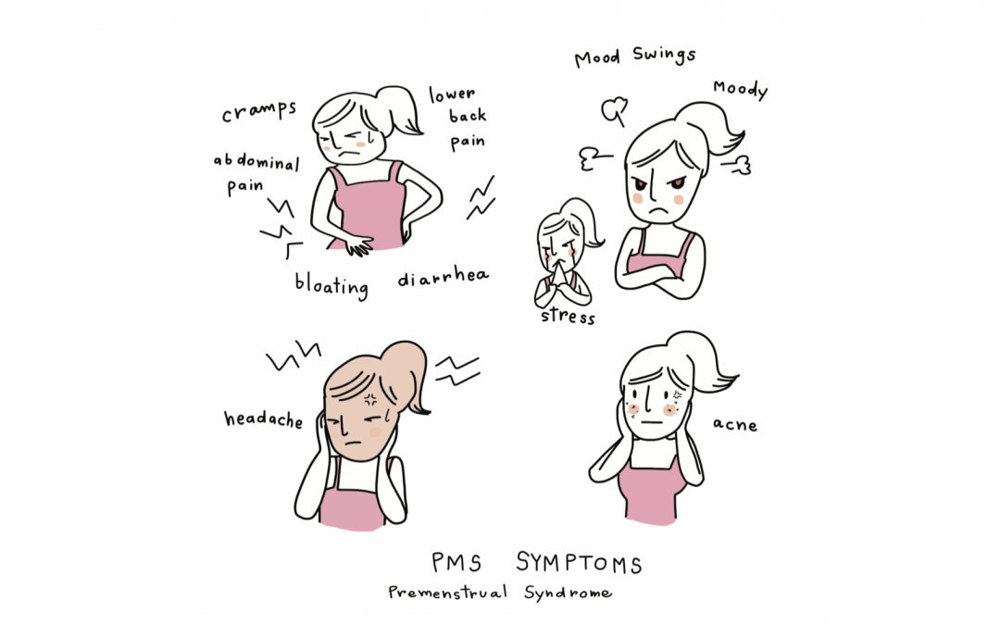 cramps
lower
back
pain
abdominal
pain
bloating
diarrhea
Mood Swings
Moody
stress
headache
acne
PMS SYMPTOMS
Premenstrual Syndrome